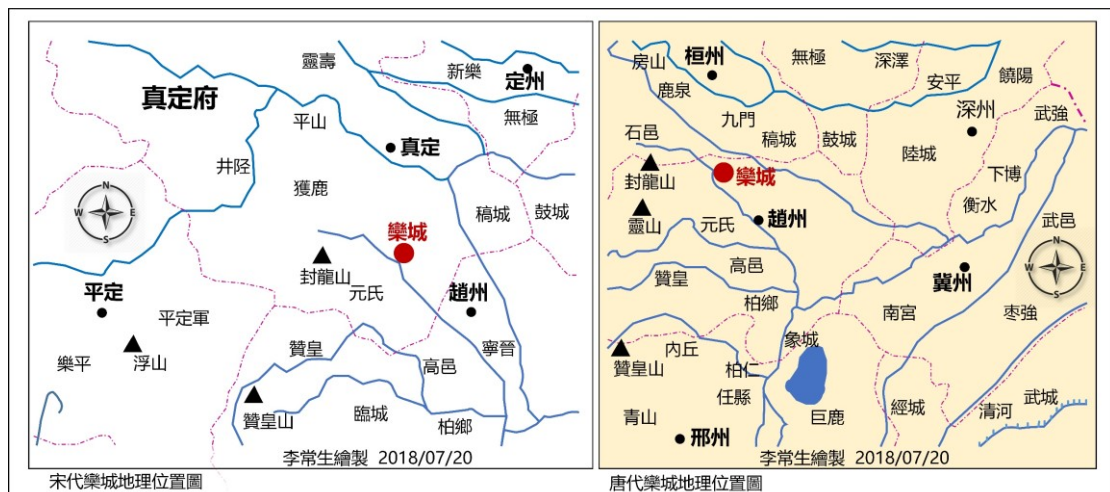 靈壽
新樂
定州
真定府
無極
平山
真定
井陘
獲鹿
N
W
E
S
稿城
鼓城
欒城
封龍山
元氏
趙州
平定
平定軍
樂平
浮山
贊皇
高邑
寧晉
贊皇山
臨城
柏鄉
李常生繪製 2018/07/20
宋代欒城地理位置圖
房山
桓州
無極
深澤
安平
饒陽
鹿泉
九門
深州
武強
石邑
稿城
鼓城
陸城
封龍山
欒城
下博
靈山
衡水
元氏
趙州
武邑
高邑
N
W
E
S
贊皇
冀州
柏鄉
南宮
枣強
象城
內丘
贊皇山
柏仁
任縣
青山
巨鹿
經城
清河
武城
邢州
李常生繪製 2018/07/20
唐代欒城地理位置圖